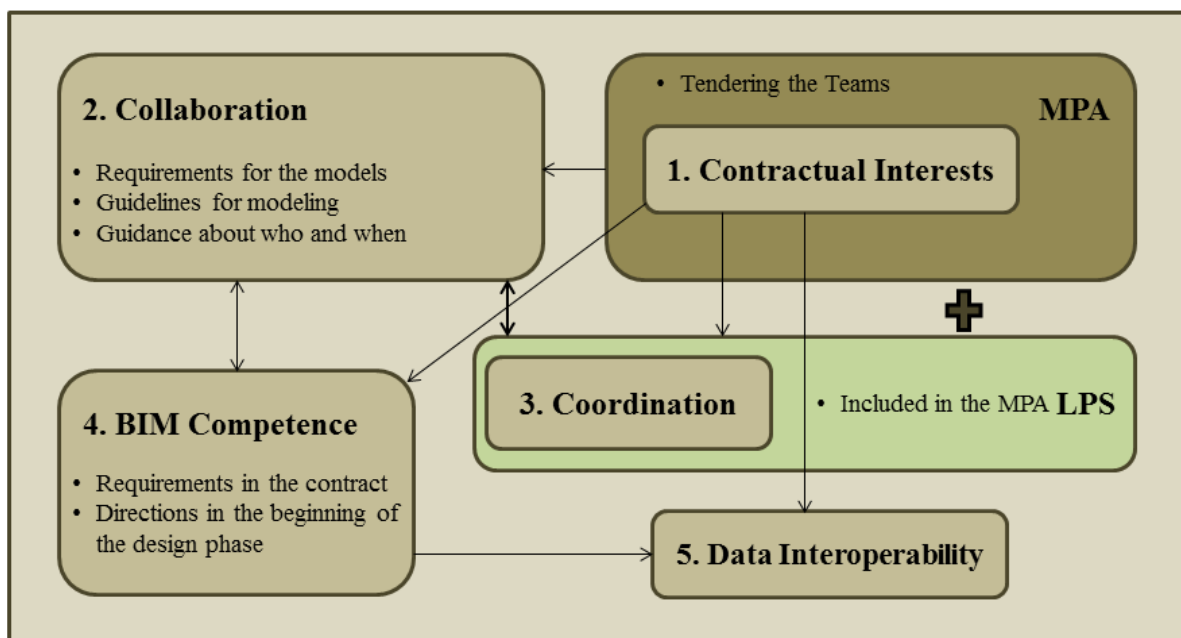 2. Collaboration
• Requirements for the models
• Guidelines for modeling
• Guidance about who and when
• Tendering the Teams
MPA
1. Contractual Interests
3. Coordination
• Included in the MPA LPS
4. BIM Competence
• Requirements in the contract
• Directions in the beginning of
the design phase
5. Data Interoperability